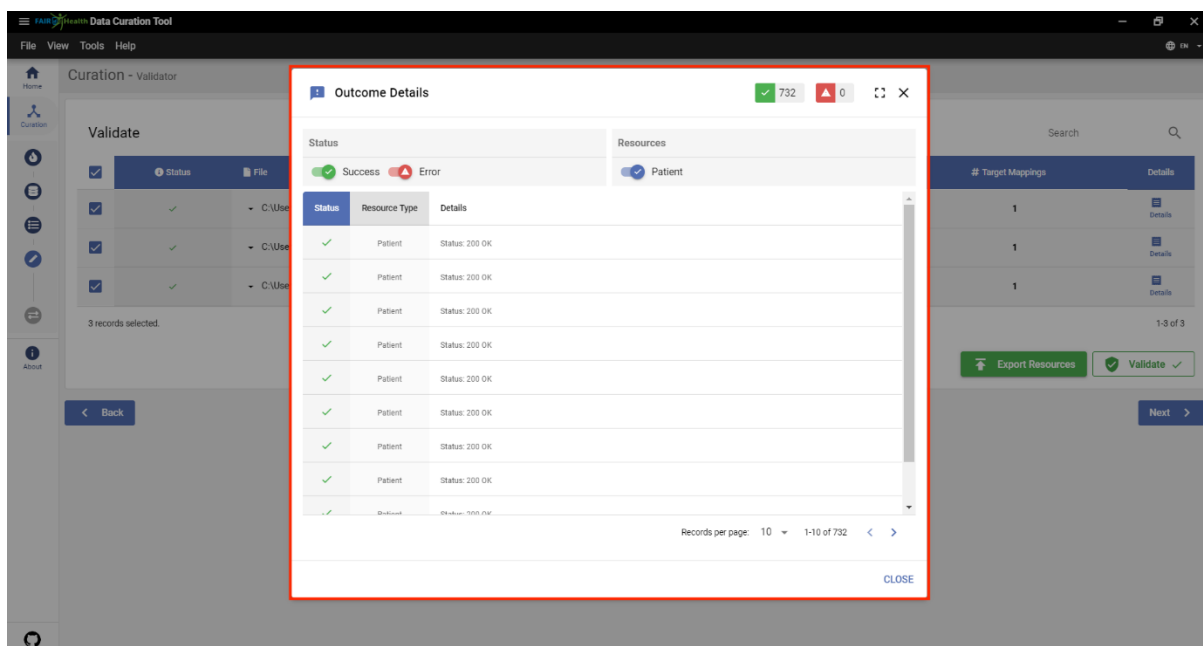 FAIR4Health Data Curation Tool
File View Tools Help
EN
Home
Curation - Validator
Curation
Outcome Details
732
0
Validate
Search
Status
Resources
Success
Error
Patient
Status
File
# Target Mappings
Details
Status
Resource Type
Details
C:\Use
1
Details
Patient
Status: 200 OK
C:\Use
1
Details
Patient
Status: 200 OK
C:\Use
1
Details
Patient
Status: 200 OK
3 records selected.
1-3 of 3
Patient
Status: 200 OK
About
Export Resources
Validate
Patient
Status: 200 OK
Back
Next
Patient
Status: 200 OK
Patient
Status: 200 OK
Patient
Status: 200 OK
Patient
Status: 200 OK
Records per page: 10
1-10 of 732
CLOSE